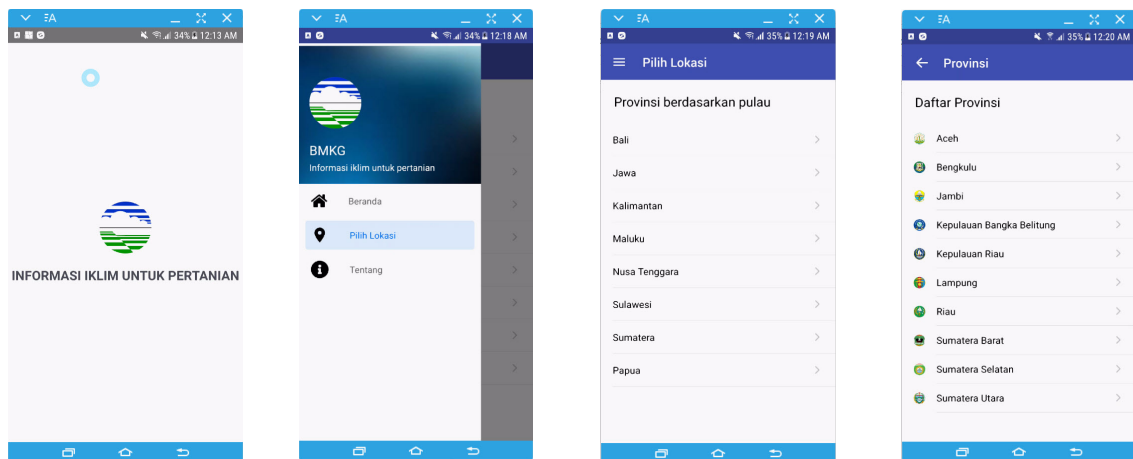 34% 12:13 AM
INFORMASI IKLIM UNTUK PERTANIAN
34% 12:18 AM
BMKG
Informasi iklim untuk pertanian
Beranda
Pilih Lokasi
Tentang
35% 12:19 AM
Pilih Lokasi
Provinsi berdasarkan pulau
Bali
Jawa
Kalimantan
Maluku
Nusa Tenggara
Sulawesi
Sumatera
Papua
35% 12:20 AM
Provinsi
Daftar Provinsi
Aceh
Bengkulu
Jambi
Kepulauan Bangka Belitung
Kepulauan Riau
Lampung
Riau
Sumatera Barat
Sumatera Selatan
Sumatera Utara